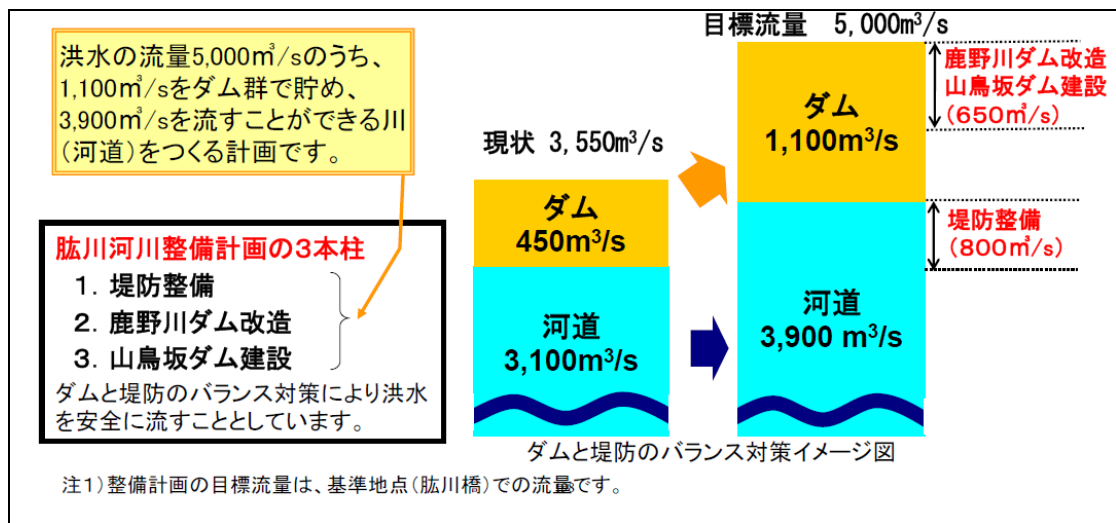 洪水の流量5,000㎥/sのうち、
1,100㎥/sをダム群で貯め、
3,900㎥/sを流すことができる川
（河道）をつくる計画です。
肱川河川整備計画の３本柱
１．堤防整備
２．鹿野川ダム改造
３．山鳥坂ダム建設
ダムと堤防のバランス対策により洪水
を安全に流すこととしています。
現状 3,550m³/s
ダム
450m³/s
河道
3,100m³/s
目標流量 5,000m³/s
ダム
1,100m³/s
河道
3,900 m³/s
鹿野川ダム改造
山鳥坂ダム建設
（650㎥/s）
堤防整備
（800㎥/s）
ダムと堤防のバランス対策イメージ図
注１）整備計画の目標流量は、基準地点（肱川橋）での流量です。